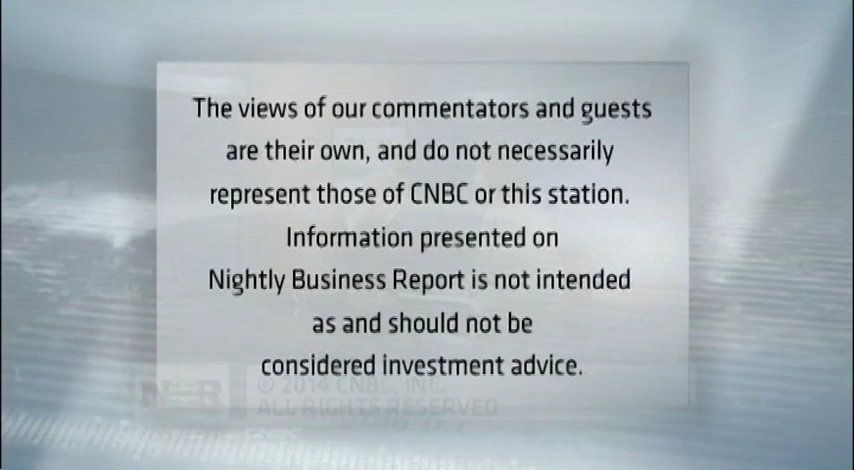 The views of our commentators and guests
are their own, and do not necessarily
represent those of CNBC or this station.
Information presented on
Nightly Business Report is not intended
as and should not be
considered investment advice.
NBR
© 2014 CNBC, INC.
ALL RIGHTS RESERVED